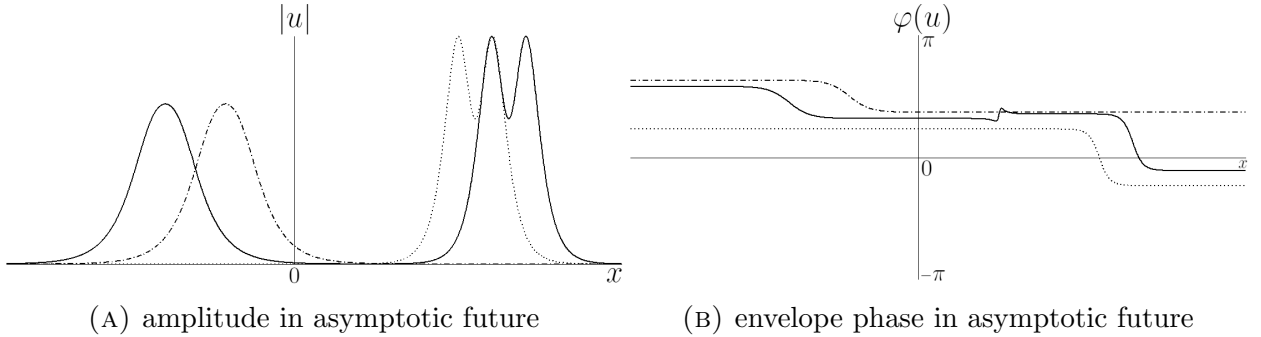 |u|
0
x
(A) amplitude in asymptotic future
φ(u)
π
0
x
−π
(B) envelope phase in asymptotic future